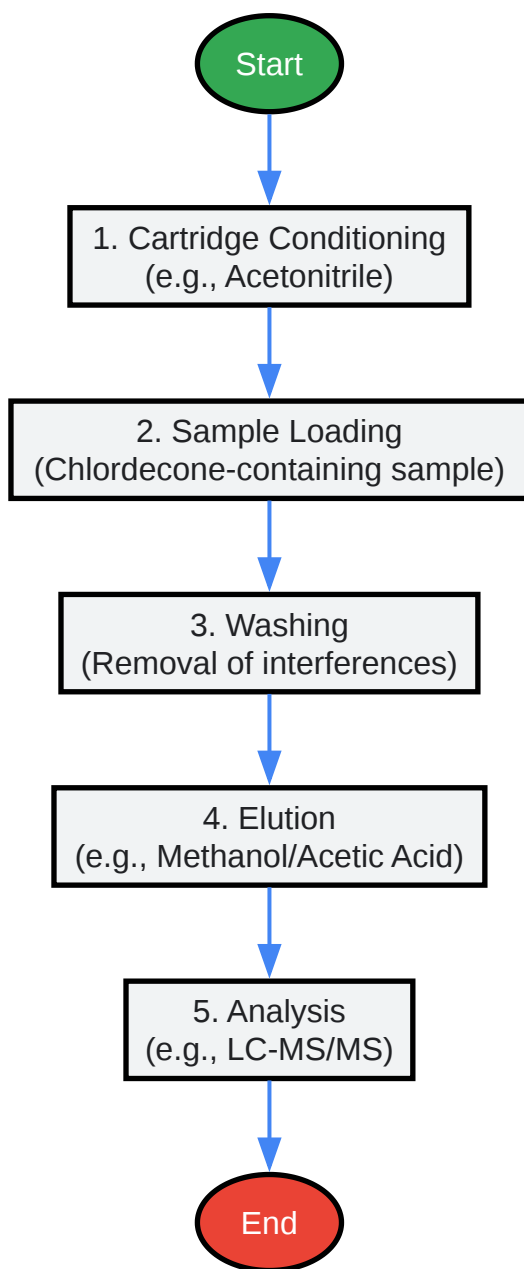 Start
1. Cartridge Conditioning
(e.g., Acetonitrile)
2. Sample Loading
(Chlordecone-containing sample)
3. Washing
(Removal of interferences)
4. Elution
(e.g., Methanol/Acetic Acid)
5. Analysis
(e.g., LC-MS/MS)
End